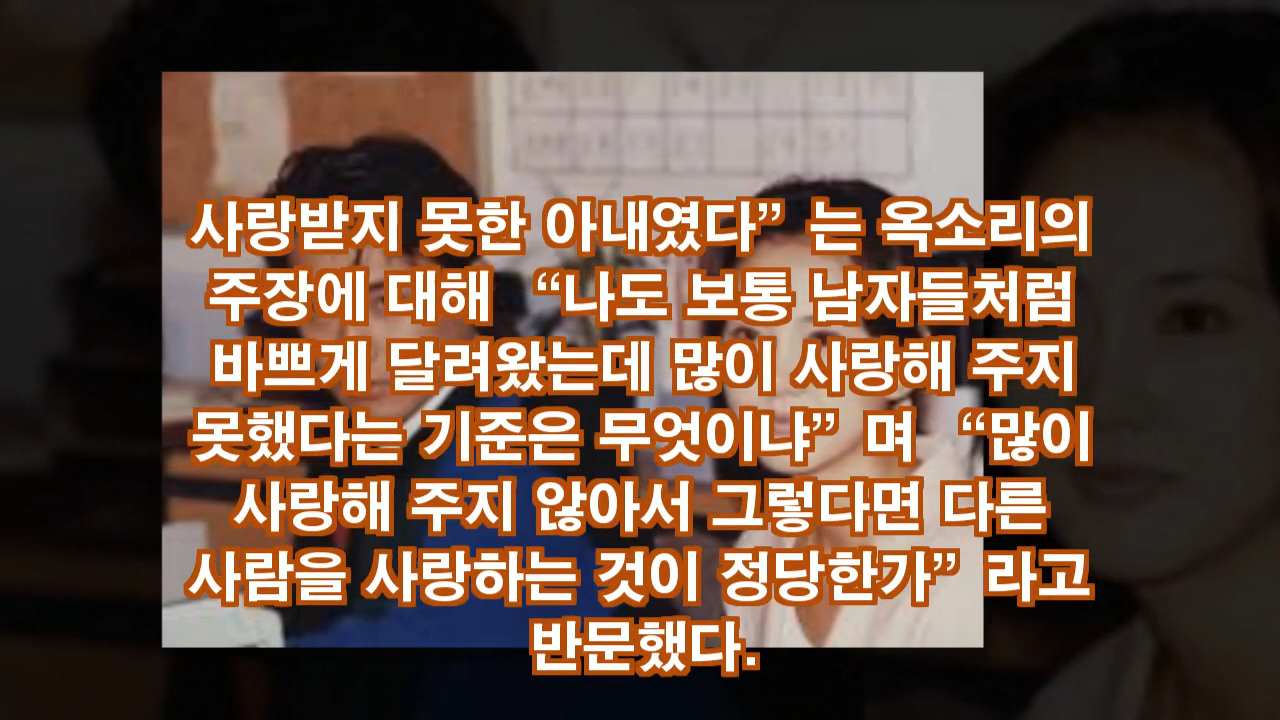 사랑받지 못한 아내였다” 는 옥소리의
주장에 대해 “나도 보통 남자들처럼
바쁘게 달려왔는데 많이 사랑해 주지
못했다는 기준은 무엇이냐” 며 “많이
사랑해 주지 않아서 그렇다면 다른
사람을 사랑하는 것이 정당한가” 라고
반문했다.